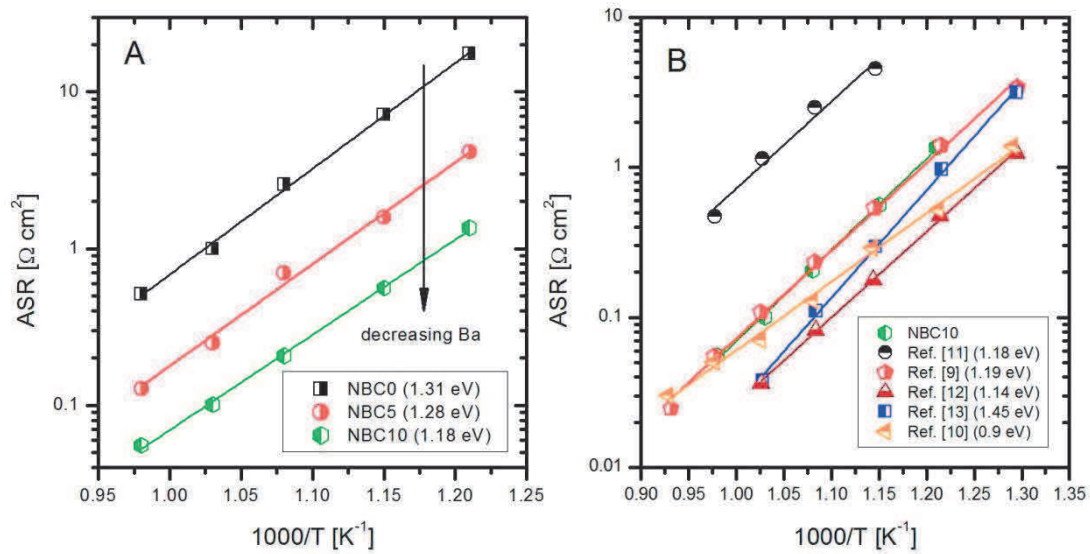 A
ASR [Ω cm²]
10
1
0.1
decreasing Ba
NBC0 (1.31 eV)
NBC5 (1.28 eV)
NBC10 (1.18 eV)
0.95 1.00 1.05 1.10 1.15 1.20 1.25
1000/T [K⁻¹]
B
ASR [Ω cm²]
10
1
0.1
0.01
NBC10
Ref. [11] (1.18 eV)
Ref. [9] (1.19 eV)
Ref. [12] (1.14 eV)
Ref. [13] (1.45 eV)
Ref. [10] (0.9 eV)
0.90 0.95 1.00 1.05 1.10 1.15 1.20 1.25 1.30 1.35
1000/T [K⁻¹]